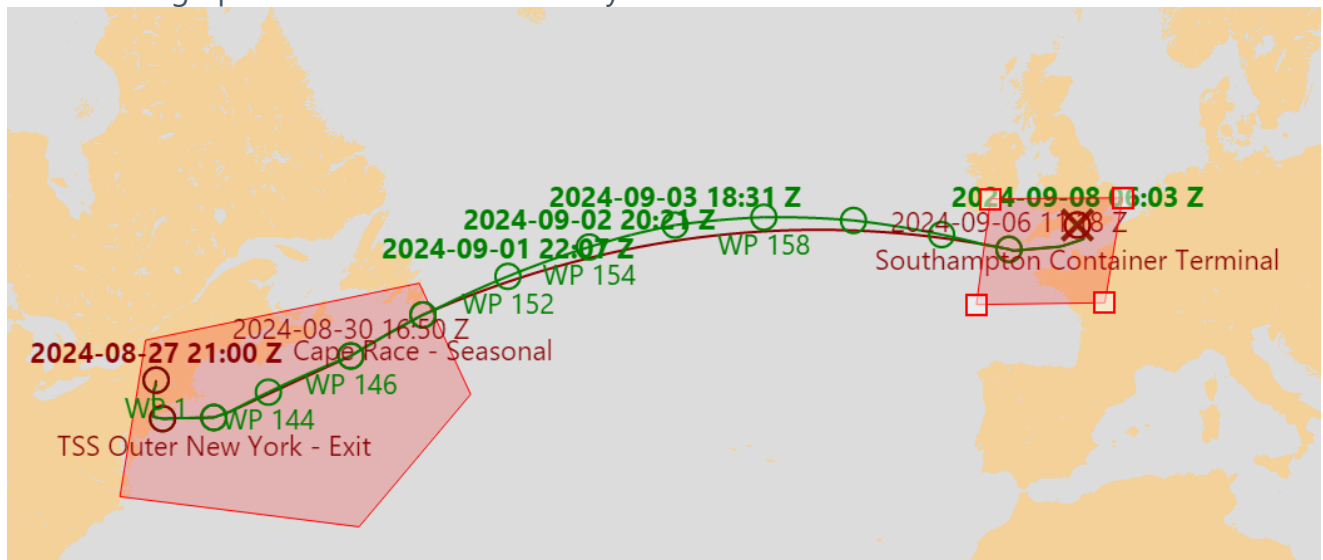 2024-09-03 18:31 Z
2024-09-08 06:03 Z
2024-09-02 20:21 Z
2024-09-06 11: 8 Z
2024-09-01 22:07 Z
WP 158
WP 154
Southampton Container Terminal
WP 152
2024-08-30 16:50 Z
2024-08-27 21:00 Z
Cape Race - Seasonal
WP 146
WP 1
WP 144
TSS Outer New York - Exit